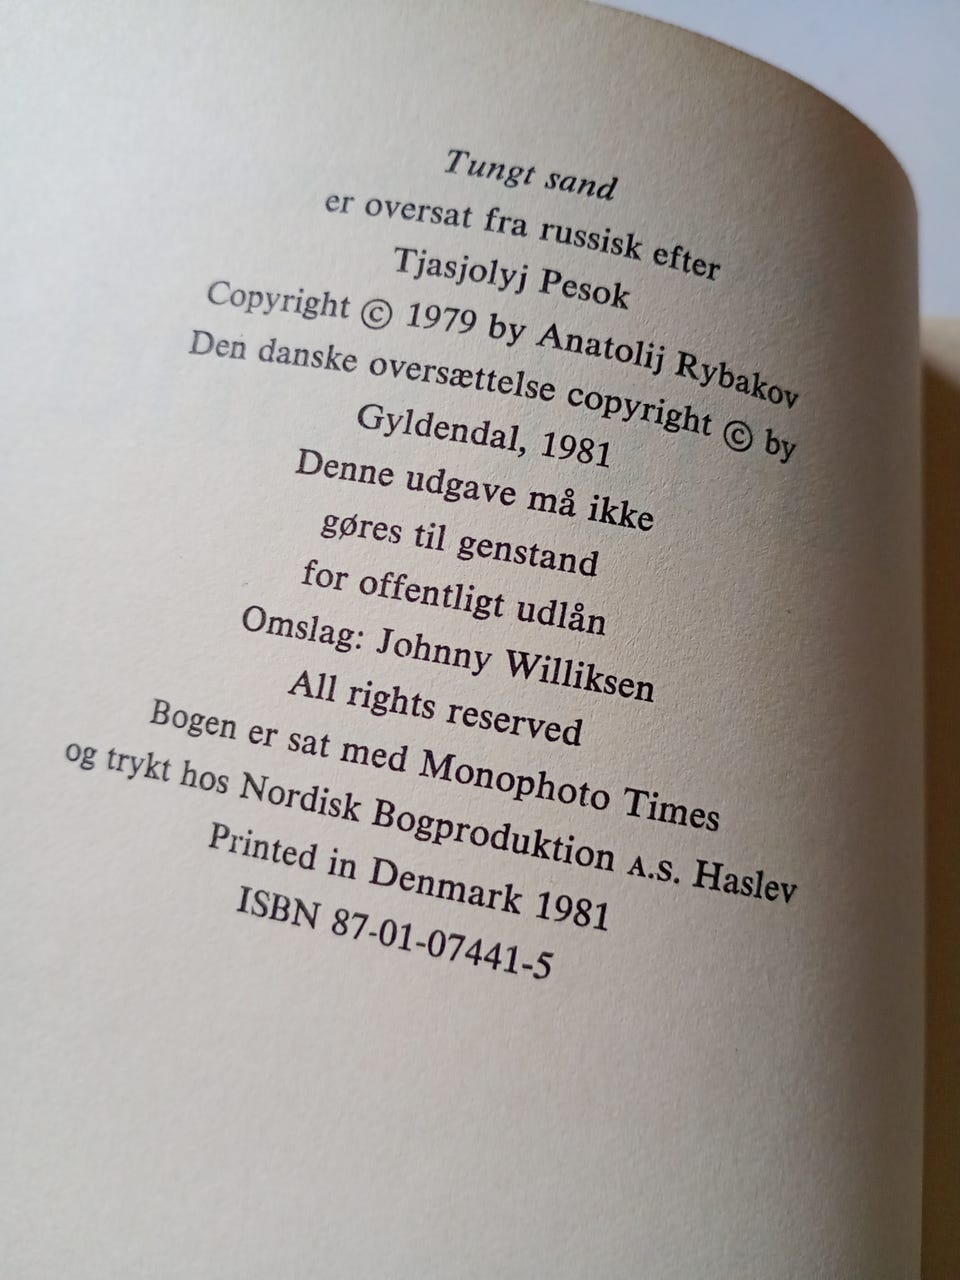 Tungt sand
er oversat fra russisk efter
Tjasjolyj Pesok
Copyright © 1979 by Anatolij Rybakov
Den danske oversættelse copyright © by
Gyldendal, 1981
Denne udgave må ikke
gøres til genstand
for offentligt udlån
Omslag: Johnny Williksen
All rights reserved
Bogen er sat med Monophoto Times
og trykt hos Nordisk Bogproduktion A.S. Haslev
Printed in Denmark 1981
ISBN 87-01-07441-5